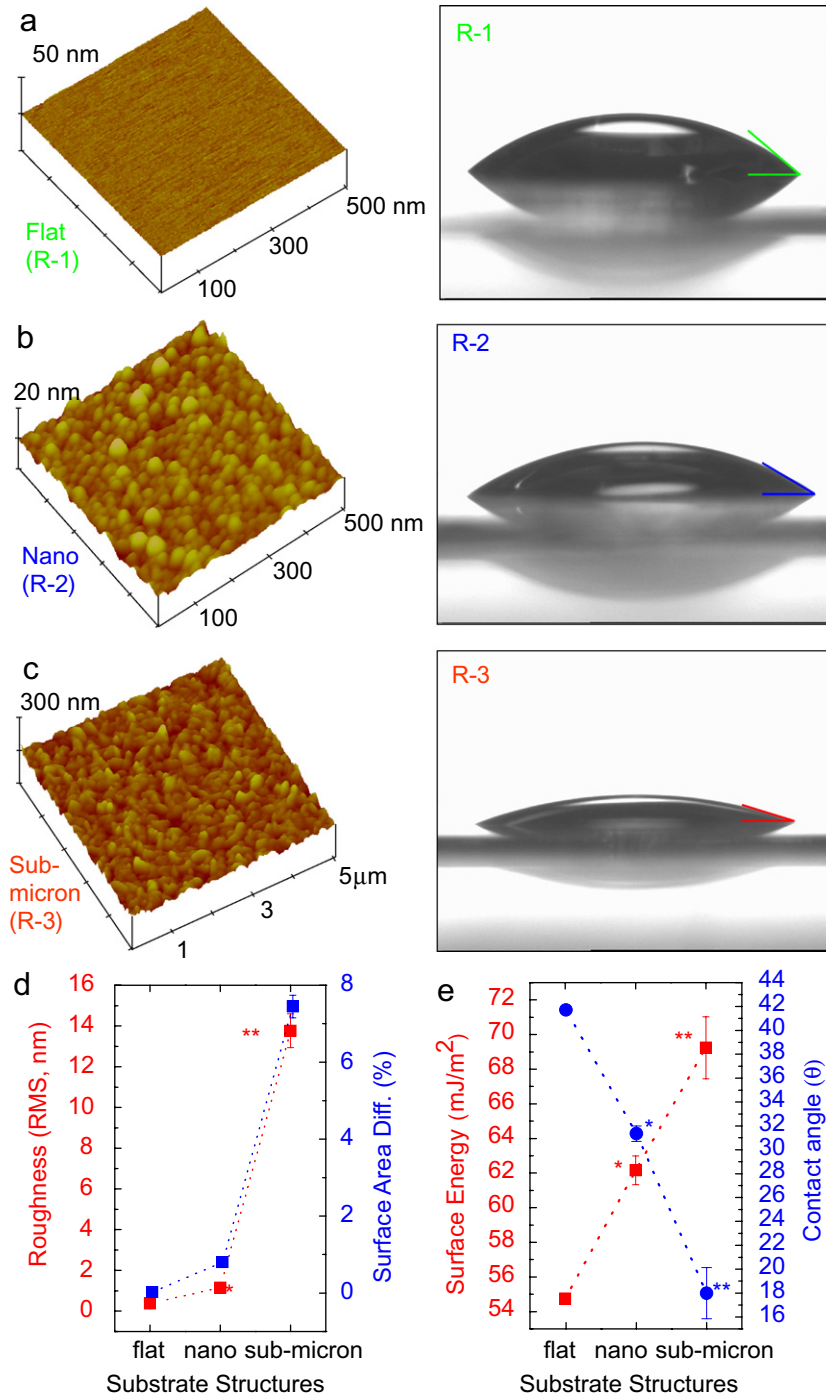 a
50 nm
Flat
(R-1)
100
300
500 nm
R-1
b
20 nm
Nano
(R-2)
100
300
500 nm
R-2
c
300 nm
Sub-
micron
(R-3)
1
3
5μm
R-3
d
Roughness (RMS, nm)
16
14
12
10
8
6
4
2
0
**
*
8
7
2
0
Surface Area Diff. (%)
flat nano sub-micron
Substrate Structures
e
Surface Energy (mJ/m²)
72
70
68
66
64
62
60
55
54
*
**
*
**
44
42
40
38
36
34
32
30
28
26
24
22
20
18
16
Contact angle (θ)
flat nano sub-micron
Substrate Structures